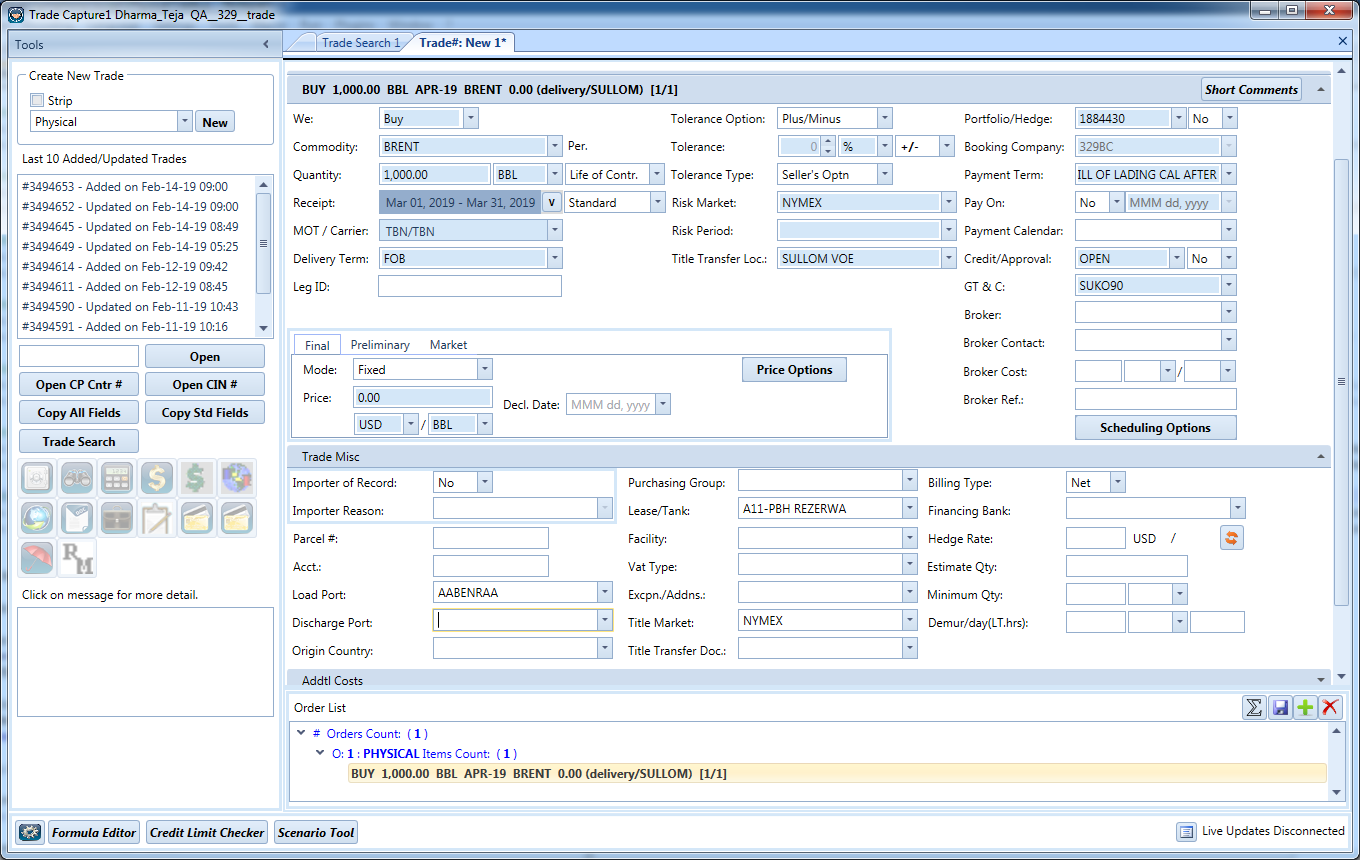 Trade Capture1 Dharma_Teja QA__329__trade
Tools
Trade Search 1
Trade#: New 1*
Create New Trade
Strip
Physical
New
Last 10 Added/Updated Trades
#3494653 - Added on Feb-14-19 09:00
#3494652 - Updated on Feb-14-19 09:00
#3494645 - Updated on Feb-14-19 08:49
#3494649 - Updated on Feb-14-19 05:25
#3494614 - Added on Feb-12-19 09:42
#3494611 - Added on Feb-12-19 08:45
#3494590 - Updated on Feb-11-19 10:43
#3494591 - Added on Feb-11-19 10:16
Open
Open CP Cntr # Open CIN #
Copy All Fields Copy Std Fields
Trade Search
RM
Click on message for more detail.
BUY 1,000.00 BBL APR-19 BRENT 0.00 (delivery/SULLOM) [1/1] Short Comments
We: Buy Tolerance Option: Plus/Minus Portfolio/Hedge: 1884430 No
Commodity: BRENT Per. Tolerance: 0 % +/- Booking Company: 329BC
Quantity: 1,000.00 BBL Life of Contr. Tolerance Type: Seller's Optn Payment Term: ILL OF LADING CAL AFTER
Receipt: Mar 01, 2019 - Mar 31, 2019 v Standard Risk Market: NYMEX Pay On: No MMM dd, yyyy
MOT / Carrier: TBN/TBN Risk Period: Payment Calendar:
Delivery Term: FOB Title Transfer Loc.: SULLOM VOE Credit/Approval: OPEN No
Leg ID: GT & C: SUKO90
Broker:
Broker Contact:
Broker Cost: /
Broker Ref.:
Scheduling Options
Final Preliminary Market
Mode: Fixed Price Options
Price: 0.00 Decl. Date: MMM dd, yyyy
USD / BBL
Trade Misc
Importer of Record: No Purchasing Group: Billing Type: Net
Importer Reason: Lease/Tank: A11-PBH REZERWA Financing Bank:
Parcel #: Facility: Hedge Rate: USD /
Acct.: Vat Type: Estimate Qty:
Load Port: AABENRAA Excpn./Addns.: Minimum Qty:
Discharge Port: Title Market: NYMEX Demur/day(LT.hrs):
Origin Country: Title Transfer Doc.:
Addtl Costs
Order List
# Orders Count: ( 1 )
O: 1 : PHYSICAL Items Count: ( 1 )
BUY 1,000.00 BBL APR-19 BRENT 0.00 (delivery/SULLOM) [1/1]
Formula Editor Credit Limit Checker Scenario Tool Live Updates Disconnected